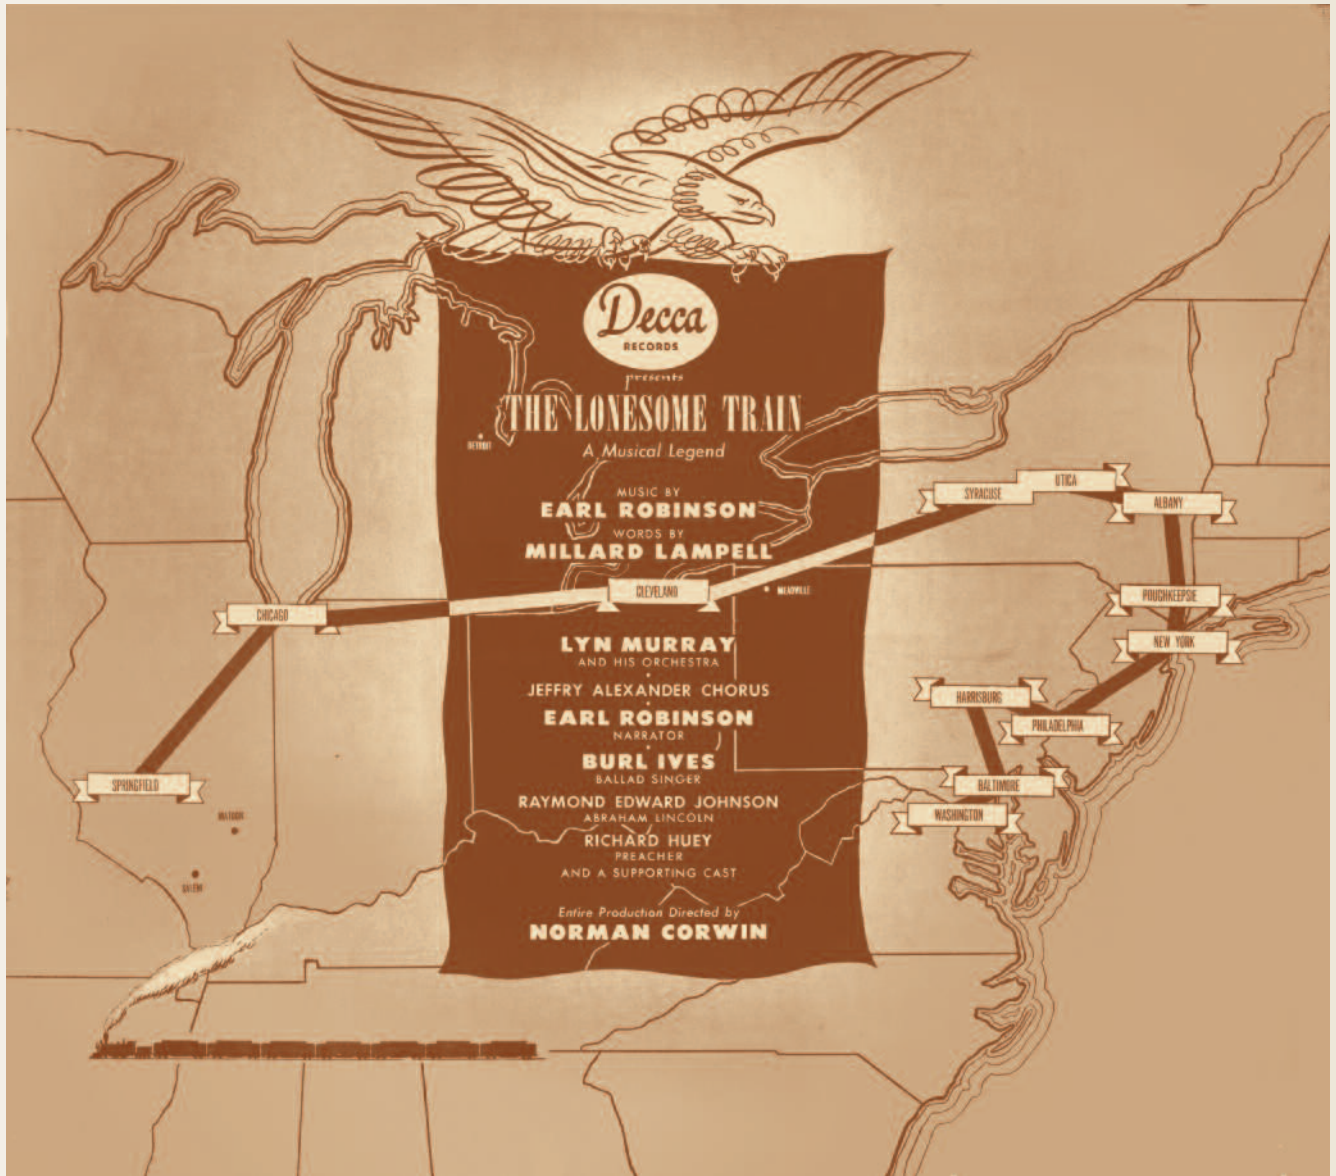 Decca
RECORDS
presents
THE LONESOME TRAIN
A Musical Legend
MUSIC BY
EARL ROBINSON
WORDS BY
MILLARD LAMPELL
LYN MURRAY
AND HIS ORCHESTRA
JEFFRY ALEXANDER CHORUS
EARL ROBINSON
NARRATOR
BURL IVES
BALLAD SINGER
RAYMOND EDWARD JOHNSON
ABRAHAM LINCOLN
RICHARD HUEY
PREACHER
AND A SUPPORTING CAST
Entire Production Directed by
NORMAN CORWIN
DETROIT
UTICA
SYRACUSE
ALBANY
CLEVELAND
MEADVILLE
POUGHKEEPSIE
CHICAGO
NEW YORK
HARRISBURG
PHILADELPHIA
SPRINGFIELD
BALTIMORE
WASHINGTON
MATTOON
SALEM